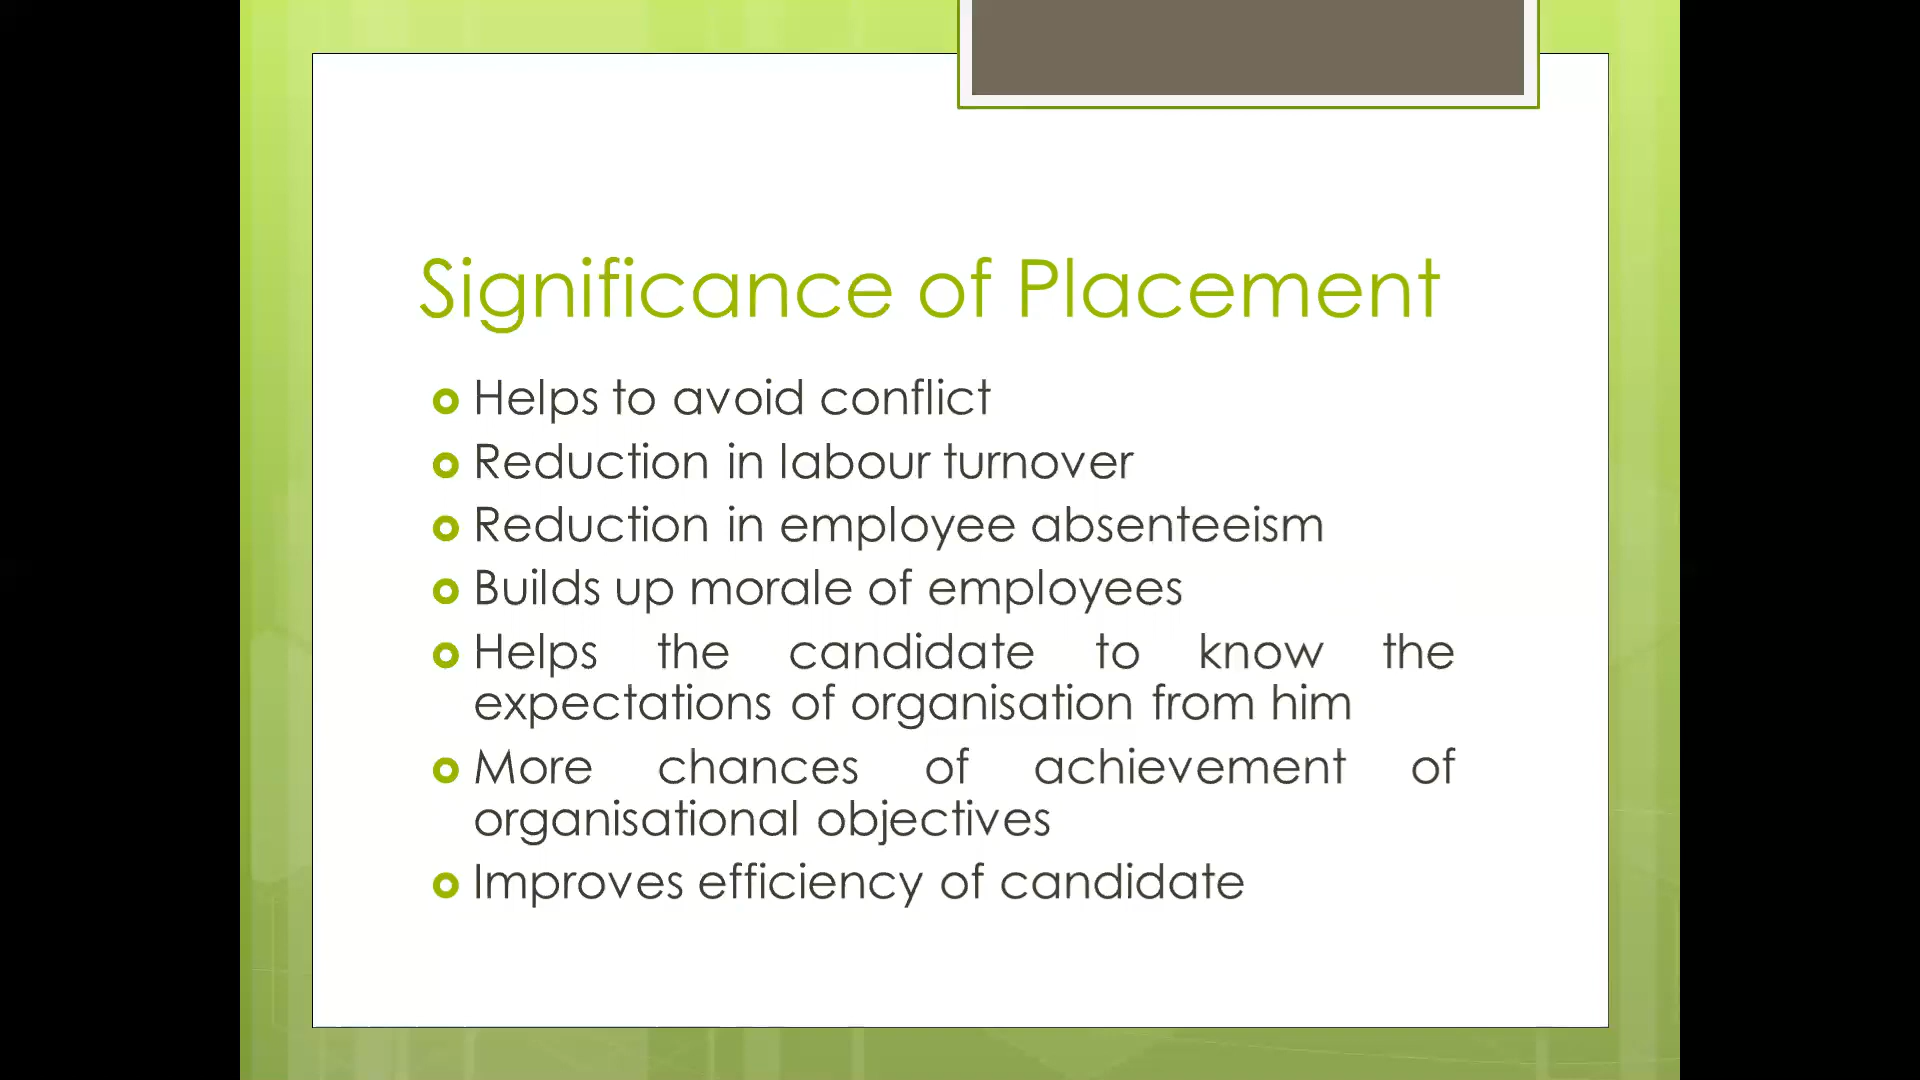 Significance of Placement
Helps to avoid conflict
Reduction in labour turnover
Reduction in employee absenteeism
Builds up morale of employees
Helps the candidate to know the
expectations of organisation from him
More chances of achievement of
organisational objectives
Improves efficiency of candidate